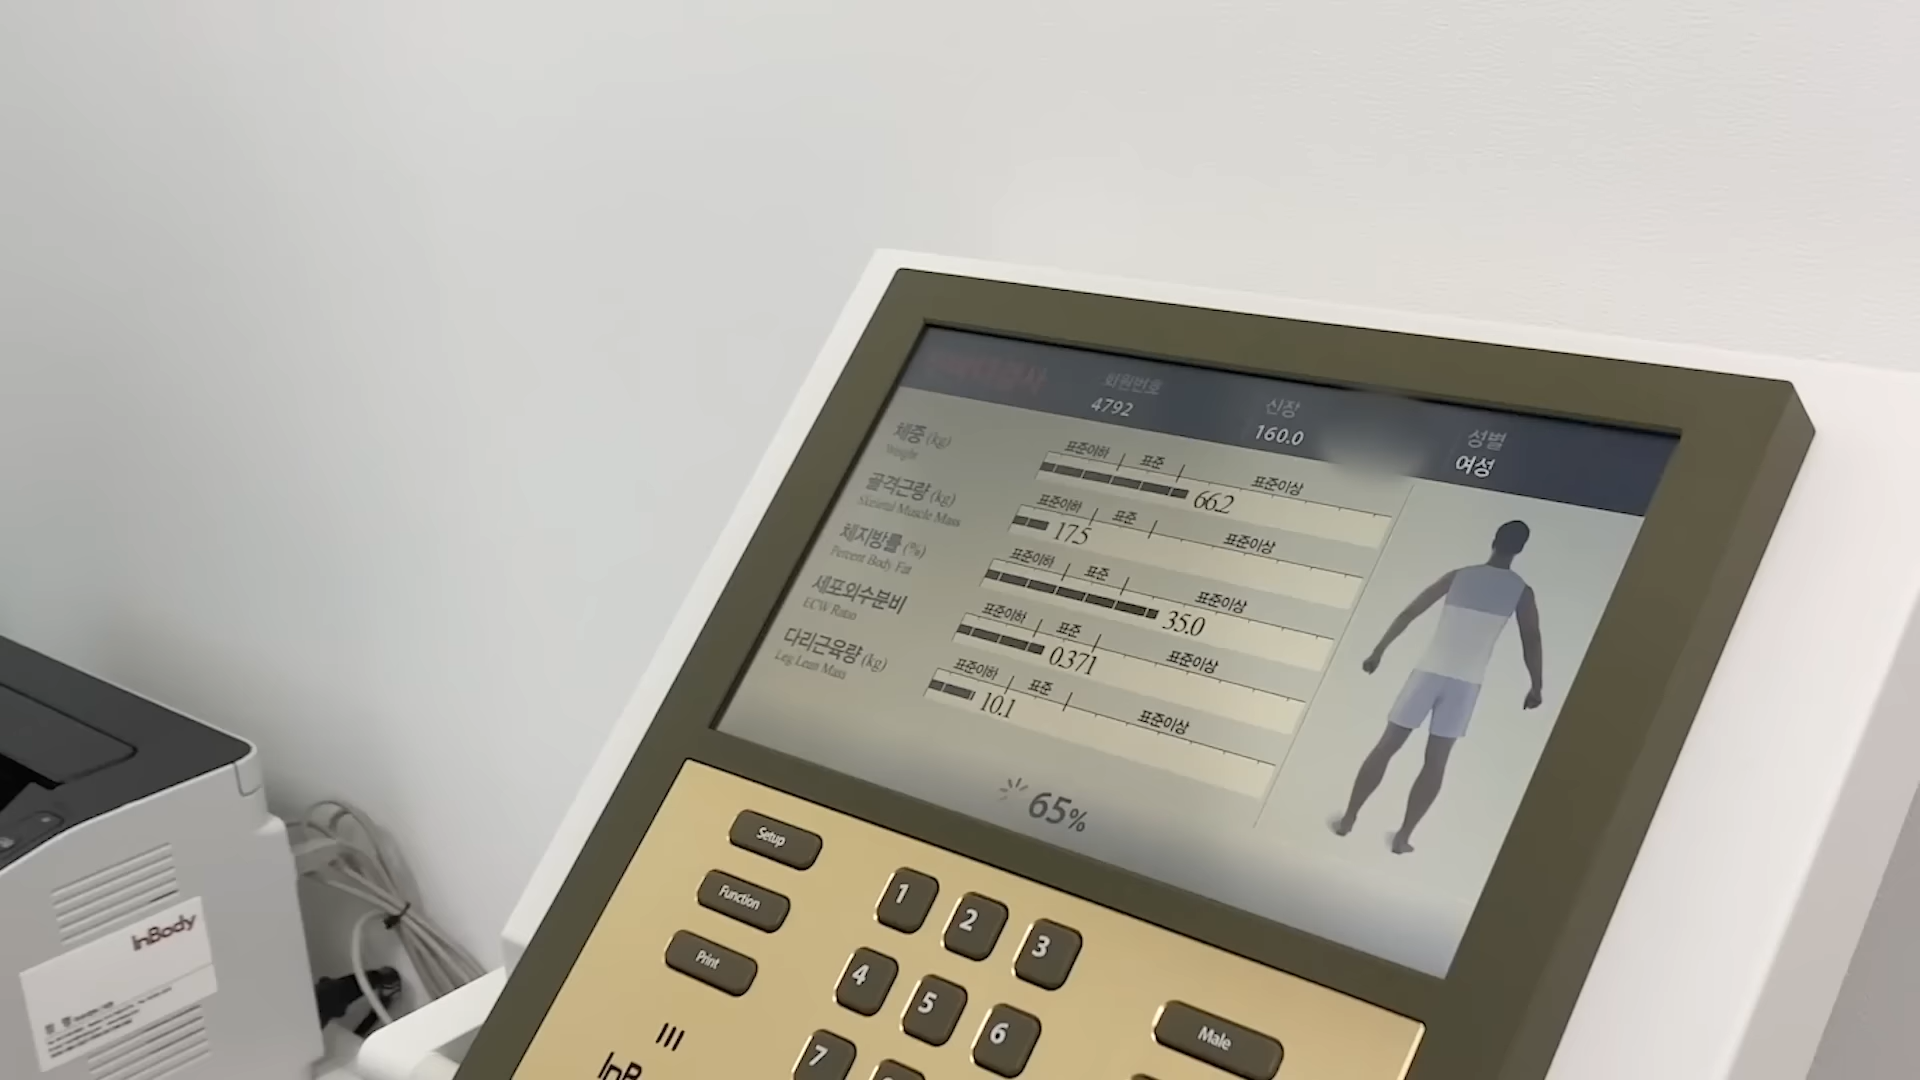 회원번호
4792
신장
160.0
성별
여성
체중 (kg)
Weight
표준이하 표준 표준이상
66.2
골격근량 (kg)
Skeletal Muscle Mass
표준이하 표준 표준이상
17.5
체지방률 (%)
Percent Body Fat
표준이하 표준 표준이상
35.0
세포외수분비
ECW Ratio
표준이하 표준 표준이상
0.371
다리근육량 (kg)
Leg Lean Mass
표준이하 표준 표준이상
10.1
65%
Setup
Function
Print
1 2 3
4 5 6
7
Male
InBody